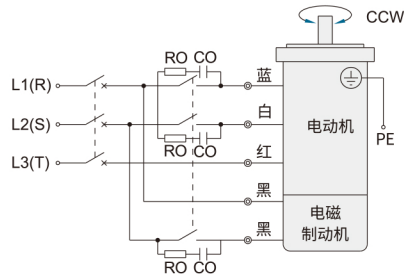 CCW
RO CO
蓝
L1(R)
白
L2(S)
电动机
PE
RO CO
红
L3(T)
黑
电磁
制动机
黑
RO CO